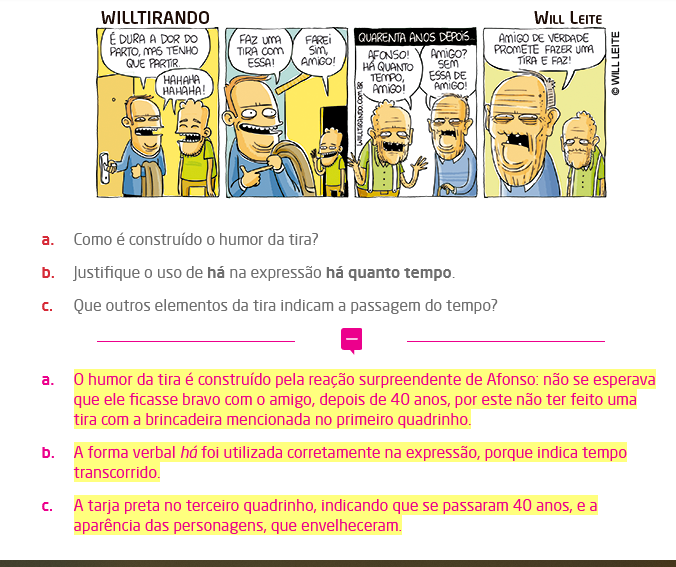 WILLTIRANDO
WILL LEITE
É DURA A DOR DO
PARTO, MAS TENHO
QUE PARTIR.
HAHAHA
HAHAHA!
FAZ UMA
TIRA COM
ESSA!
FAREI
SIM,
AMIGO!
QUARENTA ANOS DEPOIS...
AFONSO!
HÁ QUANTO
TEMPO,
AMIGO!
AMIGO?
SEM
ESSA DE
AMIGO!
WILLTIRANDO.COM.BR
AMIGO DE VERDADE
PROMETE FAZER UMA
TIRA E FAZ!
© WILL LEITE
a. Como é construído o humor da tira?
b. Justifique o uso de há na expressão há quanto tempo.
c. Que outros elementos da tira indicam a passagem do tempo?
a. O humor da tira é construído pela reação surpreendente de Afonso: não se esperava
que ele ficasse bravo com o amigo, depois de 40 anos, por este não ter feito uma
tira com a brincadeira mencionada no primeiro quadrinho.
b. A forma verbal há foi utilizada corretamente na expressão, porque indica tempo
transcorrido.
c. A tarja preta no terceiro quadrinho, indicando que se passaram 40 anos, e a
aparência das personagens, que envelheceram.